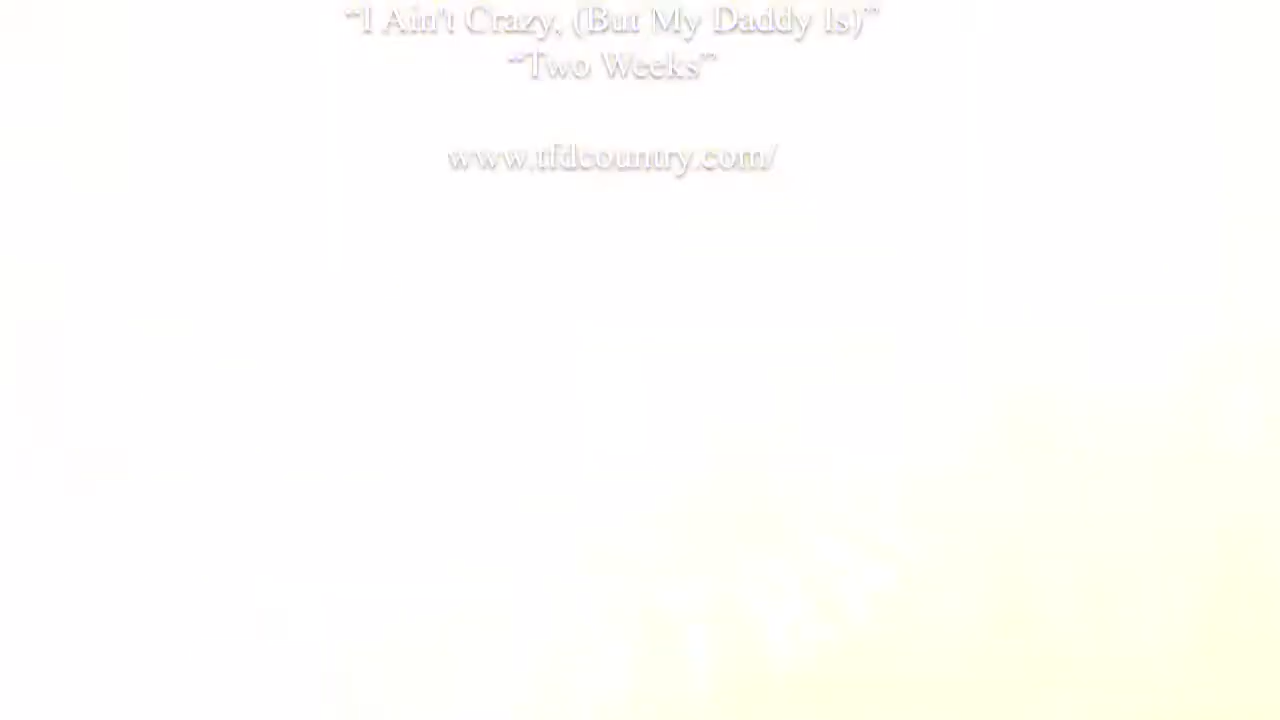 “I Ain't Crazy, (But My Daddy Is)”
“Two Weeks”
www.tfdcountry.com/